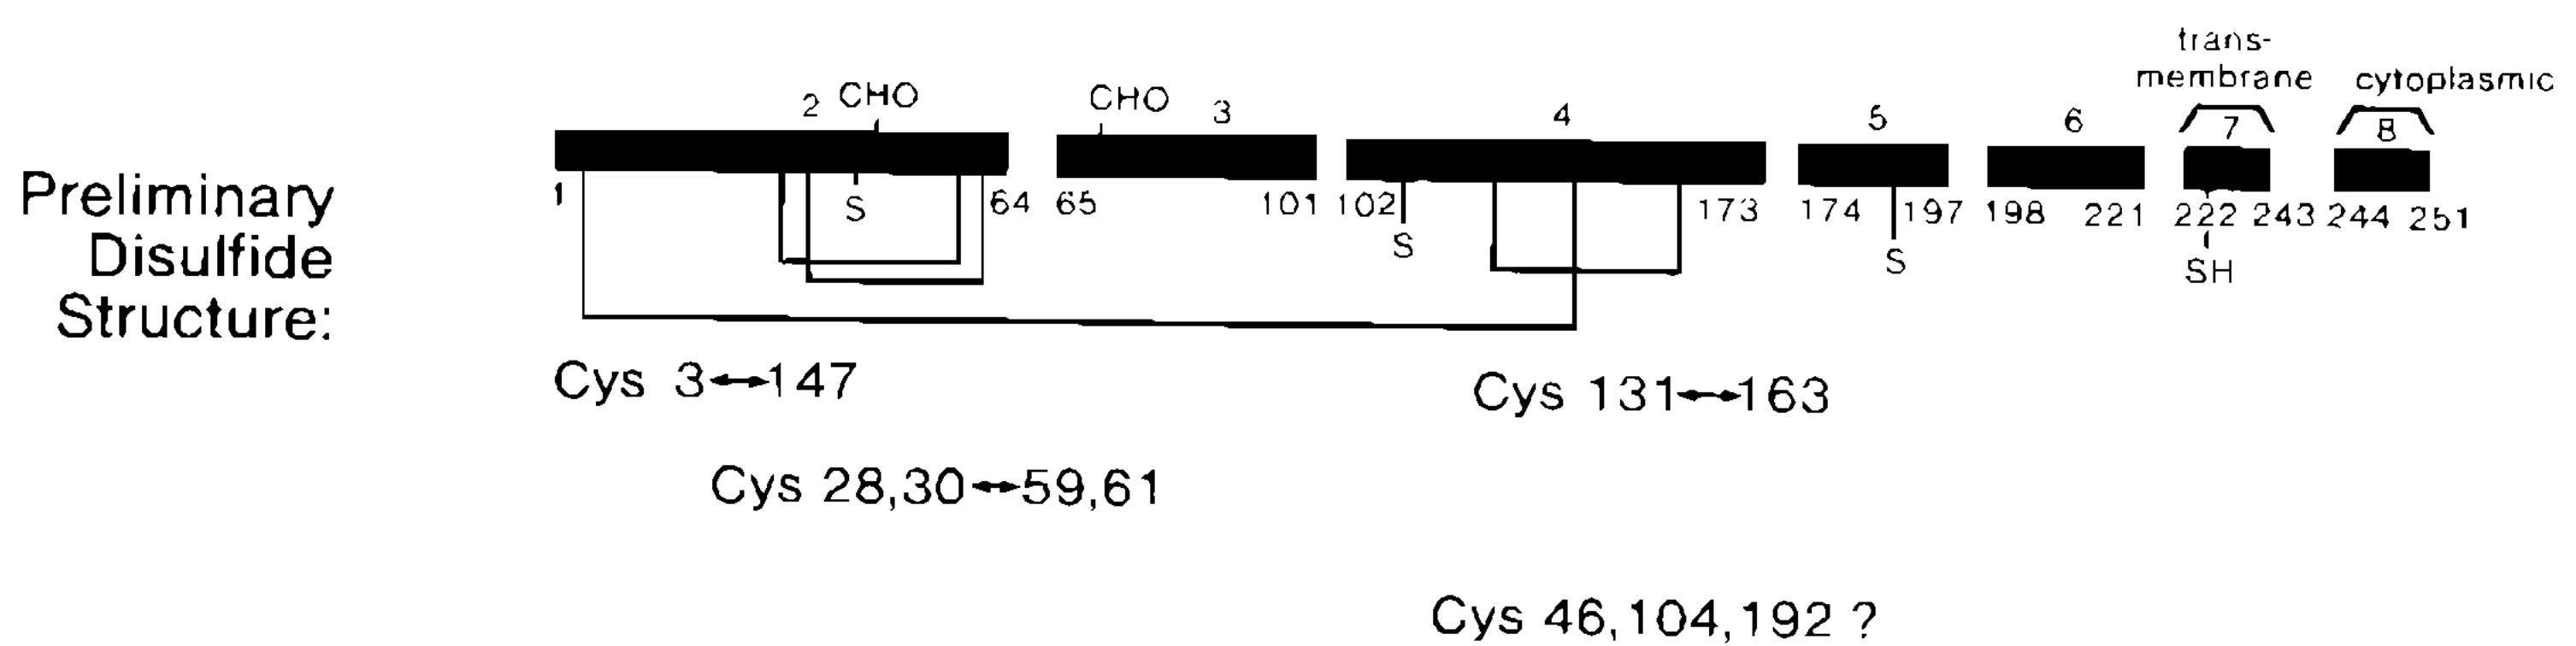 trans-
membrane cytoplasmic
2 CHO CHO 3 4 5 6 7 8
Preliminary
Disulfide
Structure:
1 S 64 65 101 102 173 174 197 198 221 222 243 244 251
S S SH
Cys 3↔147 Cys 131↔163
Cys 28,30↔59,61
Cys 46,104,192 ?